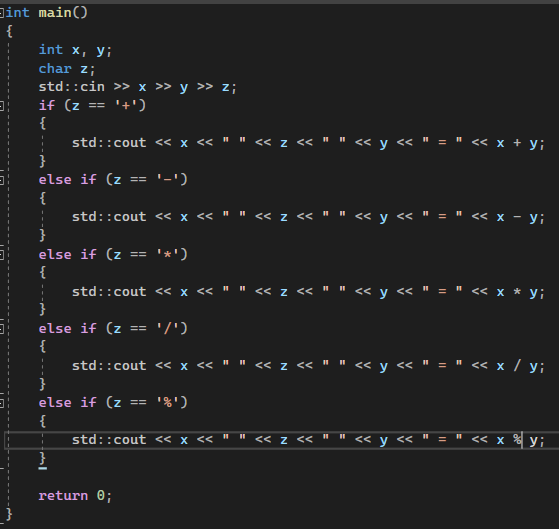 int main()
{
    int x, y;
    char z;
    std::cin >> x >> y >> z;
    if (z == '+')
    {
        std::cout << x << " " << z << " " << y << " = " << x + y;
    }
    else if (z == '-')
    {
        std::cout << x << " " << z << " " << y << " = " << x - y;
    }
    else if (z == '*')
    {
        std::cout << x << " " << z << " " << y << " = " << x * y;
    }
    else if (z == '/')
    {
        std::cout << x << " " << z << " " << y << " = " << x / y;
    }
    else if (z == '%')
    {
        std::cout << x << " " << z << " " << y << " = " << x % y;
    }
    return 0;
}